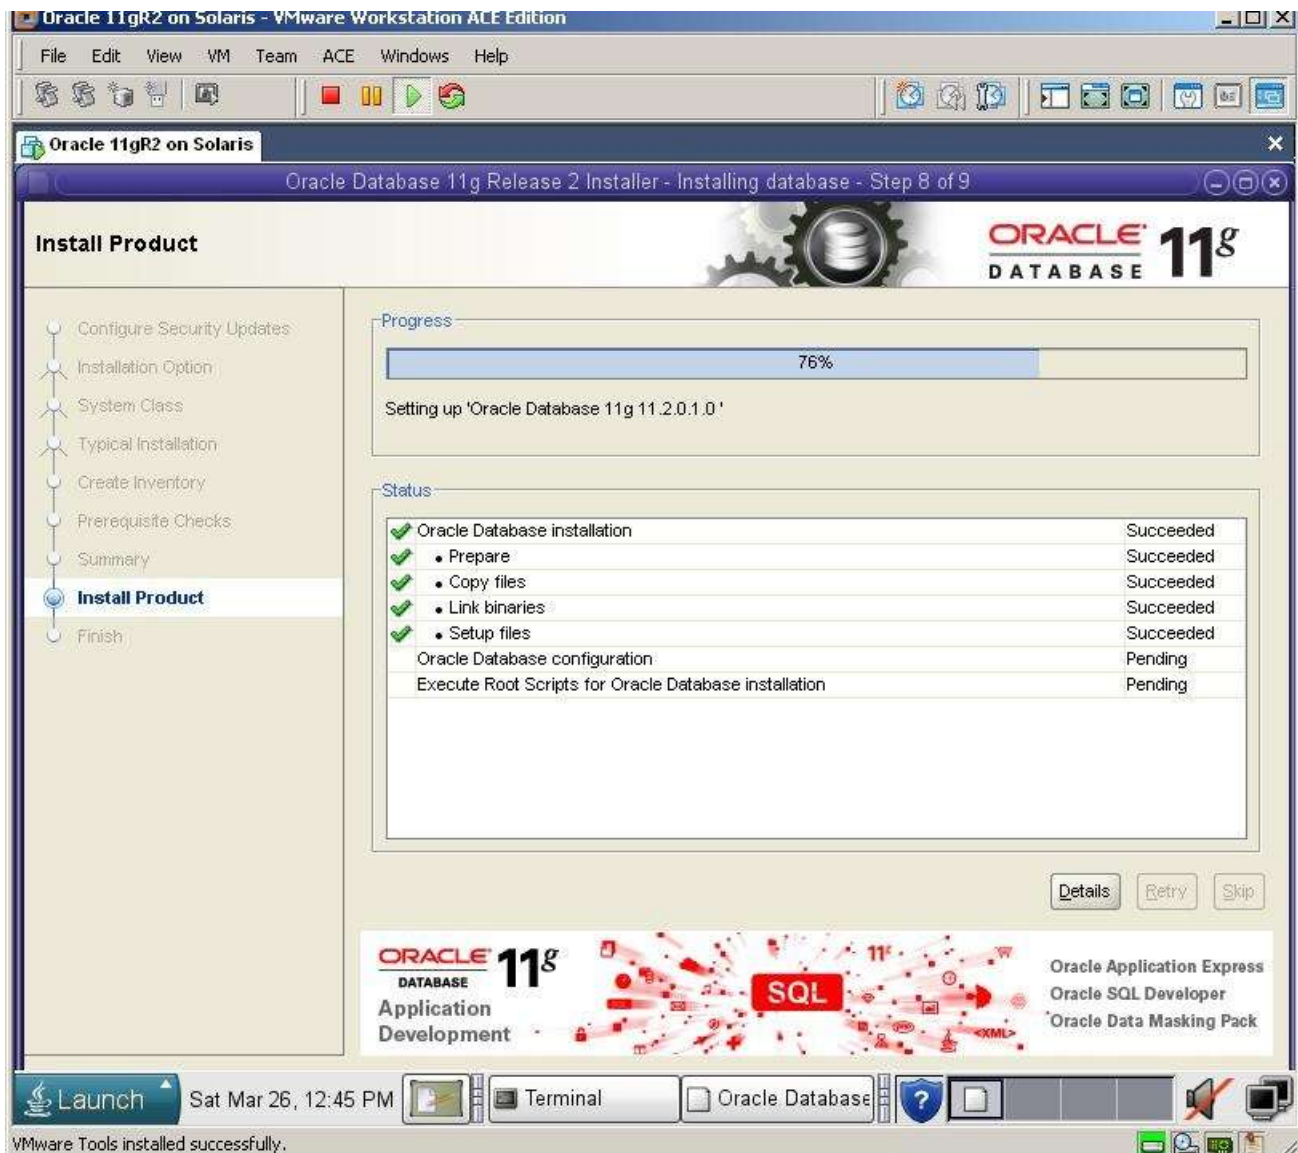 Oracle 11gR2 on Solaris - VMware Workstation ACE Edition
File Edit View VM Team ACE Windows Help
Oracle 11gR2 on Solaris
Oracle Database 11g Release 2 Installer - Installing database - Step 8 of 9
Install Product
ORACLE 11g
DATABASE
Configure Security Updates
Installation Option
System Class
Typical Installation
Create Inventory
Prerequisite Checks
Summary
Install Product
Finish
Progress
76%
Setting up 'Oracle Database 11g 11.2.0.1.0 '
Status
Oracle Database installation Succeeded
• Prepare Succeeded
• Copy files Succeeded
• Link binaries Succeeded
• Setup files Succeeded
Oracle Database configuration Pending
Execute Root Scripts for Oracle Database installation Pending
Details Retry Skip
ORACLE 11g
DATABASE
Application
Development
11g
SQL
php
<XML>
Oracle Application Express
Oracle SQL Developer
Oracle Data Masking Pack
Launch Sat Mar 26, 12:45 PM Terminal Oracle Database
VMware Tools installed successfully.